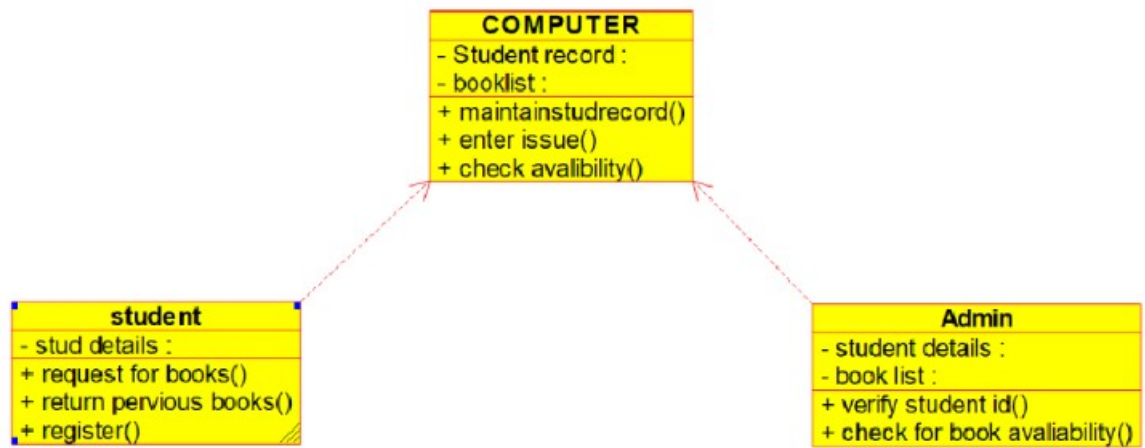 COMPUTER
- Student record :
- booklist :
+ maintainstudrecord()
+ enter issue()
+ check avalibility()
student
- stud details :
+ request for books()
+ return pervious books()
+ register()
Admin
- student details :
- book list :
+ verify student id()
+ check for book avaliability()